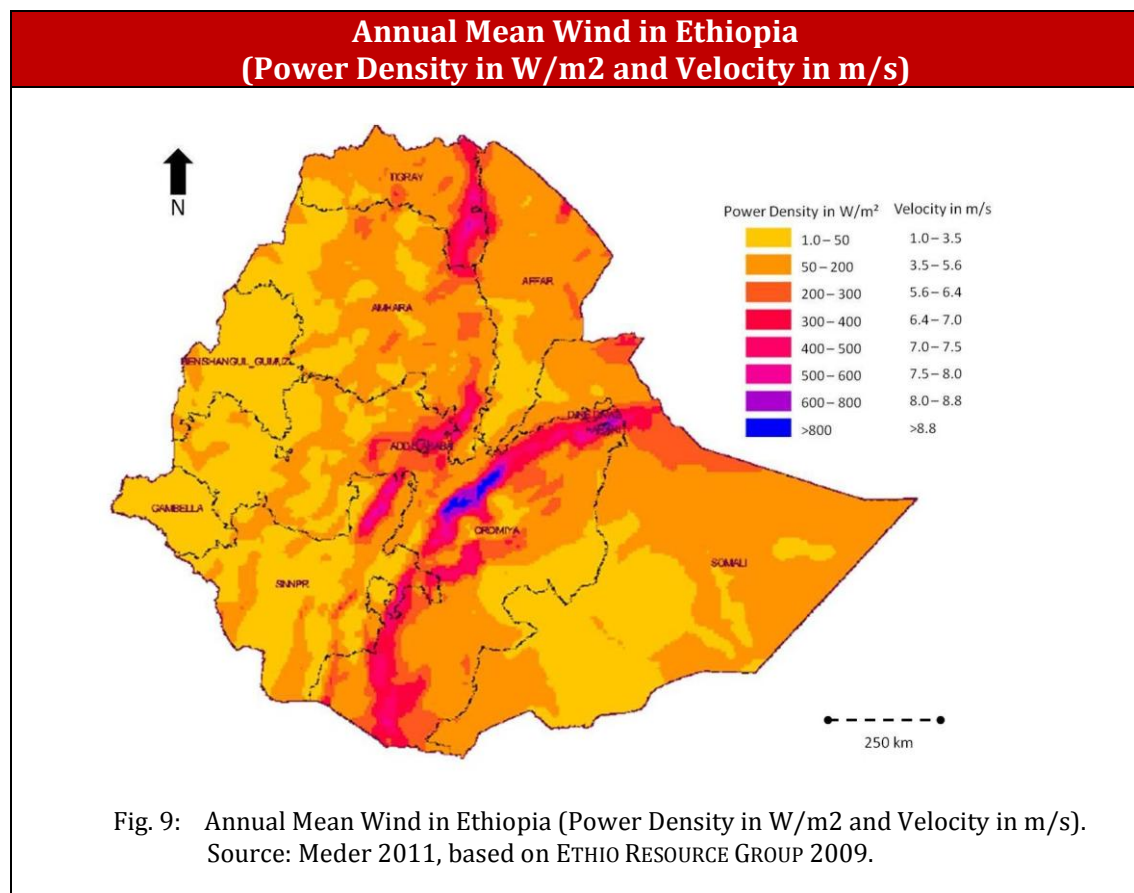 Annual Mean Wind in Ethiopia
(Power Density in W/m2 and Velocity in m/s)
N
TIGRAY
AFFAR
AMHARA
BENSHANGUL_GUMUZ
GAMBELLA
SNNPR
OROMIYA
SOMALI
Power Density in W/m² Velocity in m/s
1.0 – 50 1.0 – 3.5
50 – 200 3.5 – 5.6
200 – 300 5.6 – 6.4
300 – 400 6.4 – 7.0
400 – 500 7.0 – 7.5
500 – 600 7.5 – 8.0
600 – 800 8.0 – 8.8
>800 >8.8
250 km
Fig. 9: Annual Mean Wind in Ethiopia (Power Density in W/m2 and Velocity in m/s).
Source: Meder 2011, based on ETHIO RESOURCE GROUP 2009.